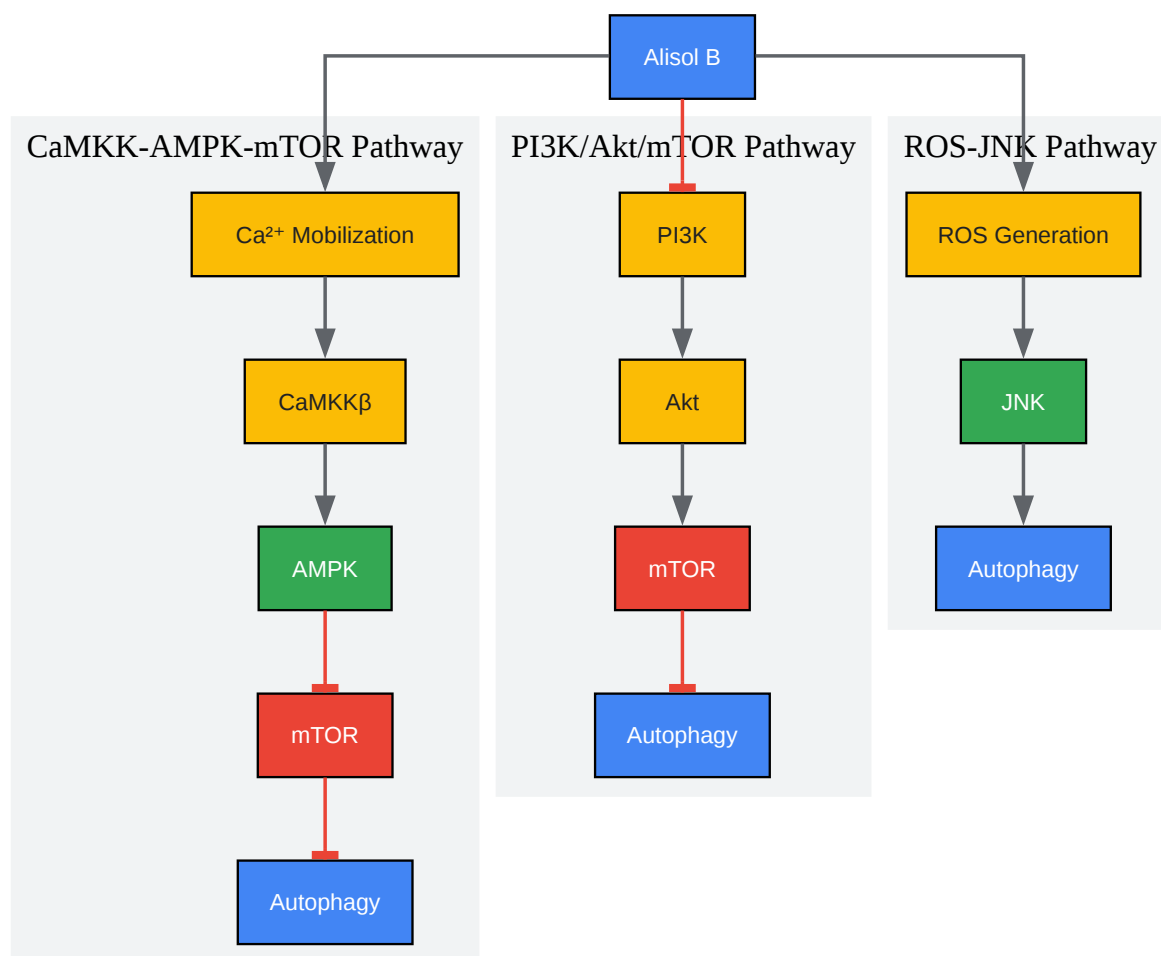 Alisol B
CaMKK-AMPK-mTOR Pathway
Ca²⁺ Mobilization
CaMKKβ
AMPK
mTOR
Autophagy
PI3K/Akt/mTOR Pathway
PI3K
Akt
mTOR
Autophagy
ROS-JNK Pathway
ROS Generation
JNK
Autophagy